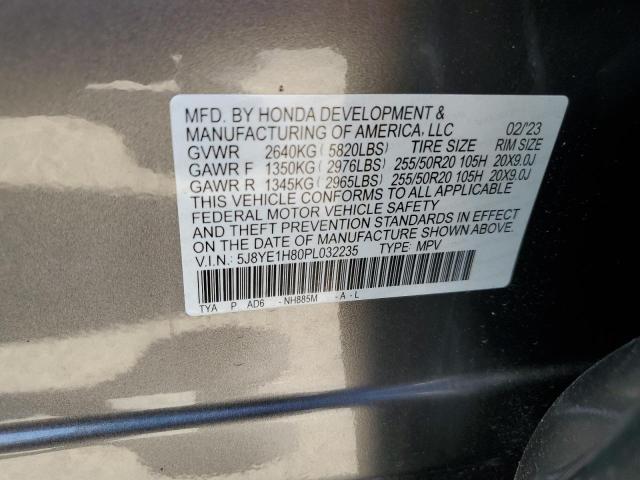 MFD. BY HONDA DEVELOPMENT &
MANUFACTURING OF AMERICA, LLC 02/'23
GVWR 2640KG (5820LBS) TIRE SIZE RIM SIZE
GAWR F 1350KG (2976LBS) 255/50R20 105H 20X9.0J
GAWR R 1345KG (2965LBS) 255/50R20 105H 20X9.0J
THIS VEHICLE CONFORMS TO ALL APPLICABLE
FEDERAL MOTOR VEHICLE SAFETY
AND THEFT PREVENTION STANDARDS IN EFFECT
ON THE DATE OF MANUFACTURE SHOWN ABOVE.
V.I.N.: 5J8YE1H80PL032235 TYPE: MPV
TYA P AD6 -NH885M -A -L